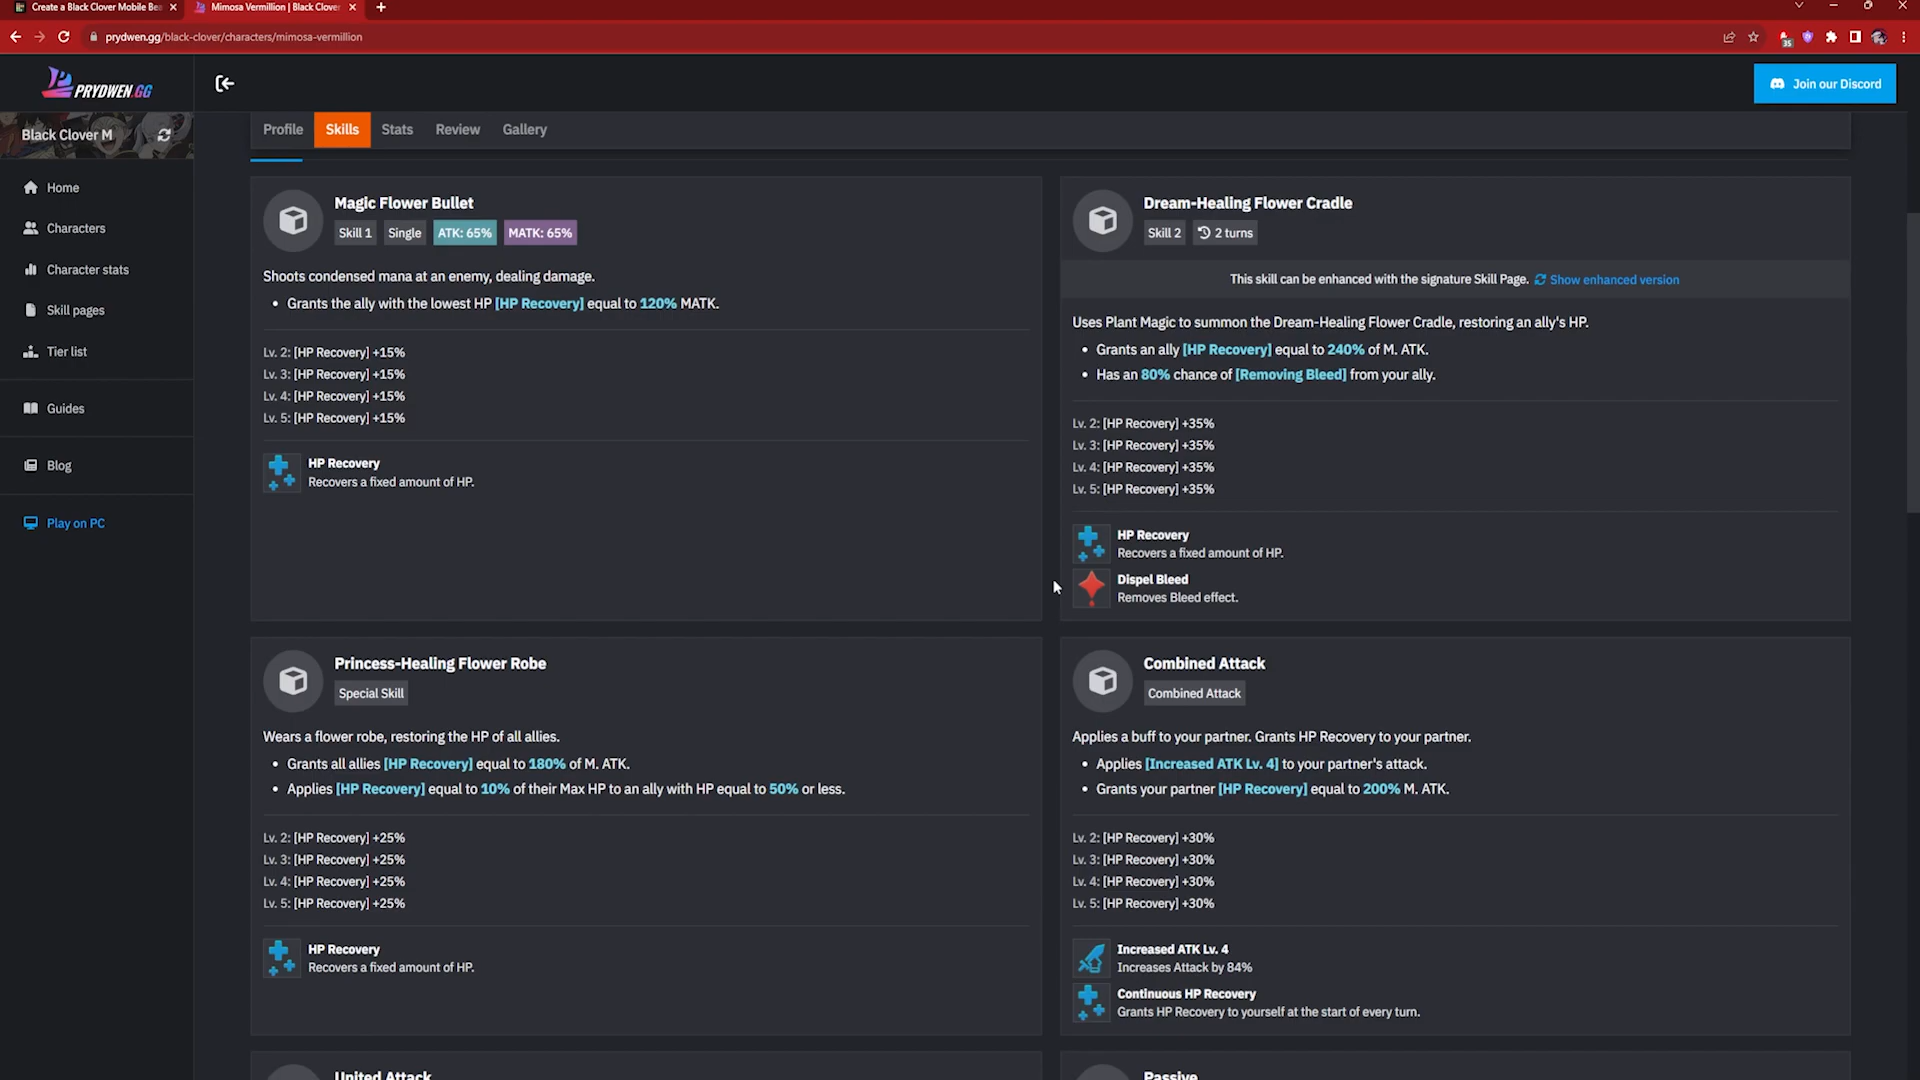 Create a Black Clover Mobile Be
Mimosa Vermillion | Black Clover
prydwen.gg/black-clover/characters/mimosa-vermillion
35
PRYDWEN.GG
Join our Discord
Black Clover M
Home
Characters
Character stats
Skill pages
Tier list
Guides
Blog
Play on PC
Profile Skills Stats Review Gallery
Magic Flower Bullet
Skill 1 Single ATK: 65% MATK: 65%
Shoots condensed mana at an enemy, dealing damage.
• Grants the ally with the lowest HP [HP Recovery] equal to 120% MATK.
Lv. 2: [HP Recovery] +15%
Lv. 3: [HP Recovery] +15%
Lv. 4: [HP Recovery] +15%
Lv. 5: [HP Recovery] +15%
HP Recovery
Recovers a fixed amount of HP.
Dream-Healing Flower Cradle
Skill 2 2 turns
This skill can be enhanced with the signature Skill Page. Show enhanced version
Uses Plant Magic to summon the Dream-Healing Flower Cradle, restoring an ally's HP.
• Grants an ally [HP Recovery] equal to 240% of M. ATK.
• Has an 80% chance of [Removing Bleed] from your ally.
Lv. 2: [HP Recovery] +35%
Lv. 3: [HP Recovery] +35%
Lv. 4: [HP Recovery] +35%
Lv. 5: [HP Recovery] +35%
HP Recovery
Recovers a fixed amount of HP.
Dispel Bleed
Removes Bleed effect.
Princess-Healing Flower Robe
Special Skill
Wears a flower robe, restoring the HP of all allies.
• Grants all allies [HP Recovery] equal to 180% of M. ATK.
• Applies [HP Recovery] equal to 10% of their Max HP to an ally with HP equal to 50% or less.
Lv. 2: [HP Recovery] +25%
Lv. 3: [HP Recovery] +25%
Lv. 4: [HP Recovery] +25%
Lv. 5: [HP Recovery] +25%
HP Recovery
Recovers a fixed amount of HP.
Combined Attack
Combined Attack
Applies a buff to your partner. Grants HP Recovery to your partner.
• Applies [Increased ATK Lv. 4] to your partner's attack.
• Grants your partner [HP Recovery] equal to 200% M. ATK.
Lv. 2: [HP Recovery] +30%
Lv. 3: [HP Recovery] +30%
Lv. 4: [HP Recovery] +30%
Lv. 5: [HP Recovery] +30%
Increased ATK Lv. 4
Increases Attack by 84%
Continuous HP Recovery
Grants HP Recovery to yourself at the start of every turn.
United Attack
Passive